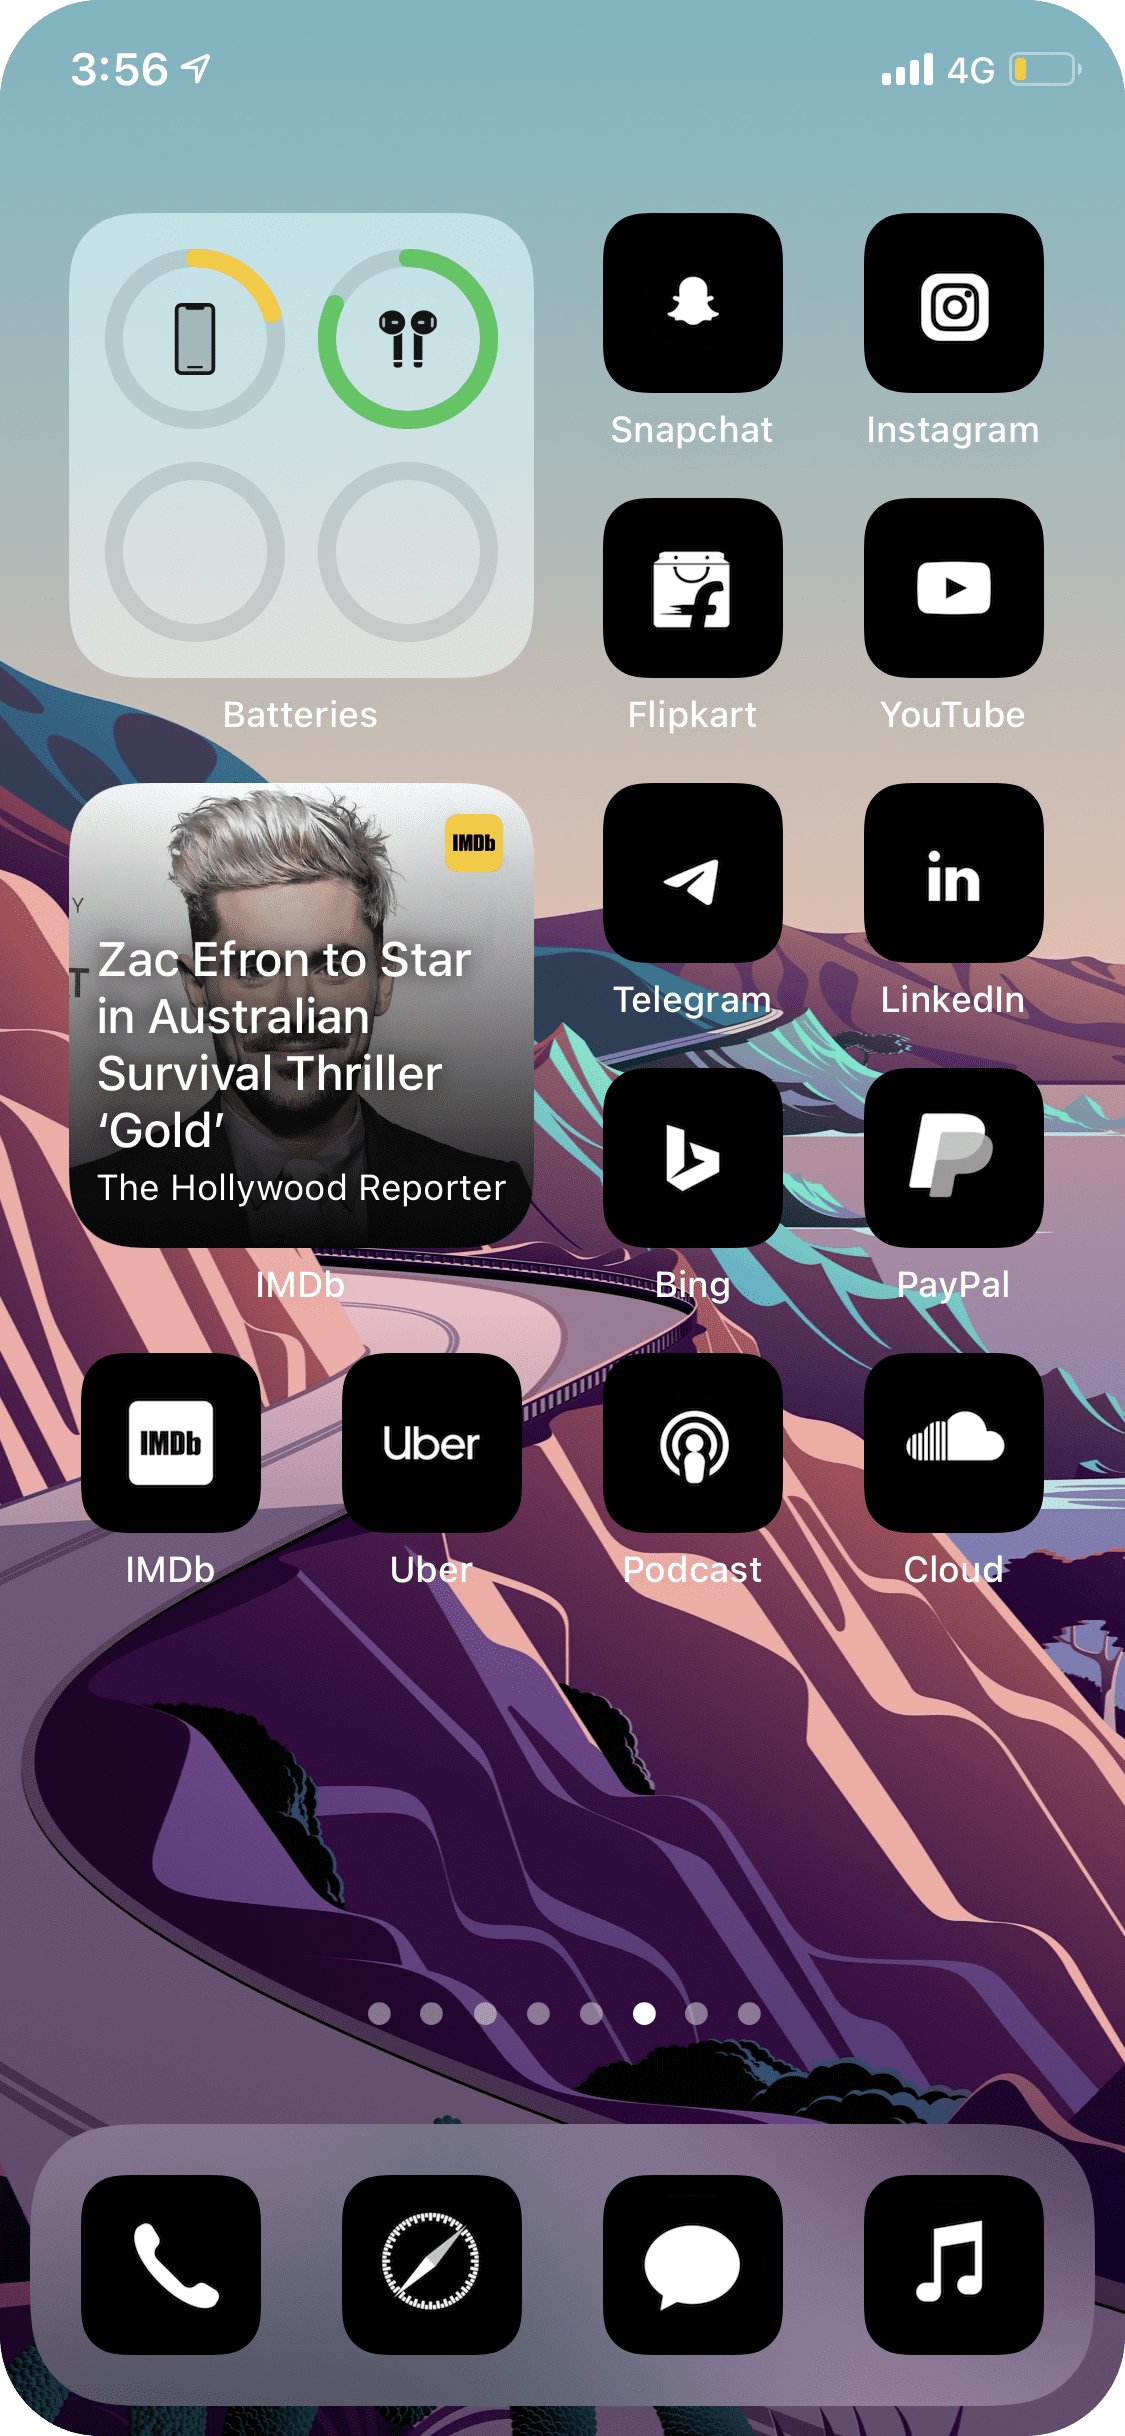 3:56
4G
Snapchat
Instagram
Batteries
Flipkart
YouTube
IMDb
Y
T
Zac Efron to Star
in Australian
Survival Thriller
‘Gold’
The Hollywood Reporter
IMDb
in
Telegram
LinkedIn
Bing
PayPal
IMDb
Uber
IMDb
Uber
Podcast
Cloud